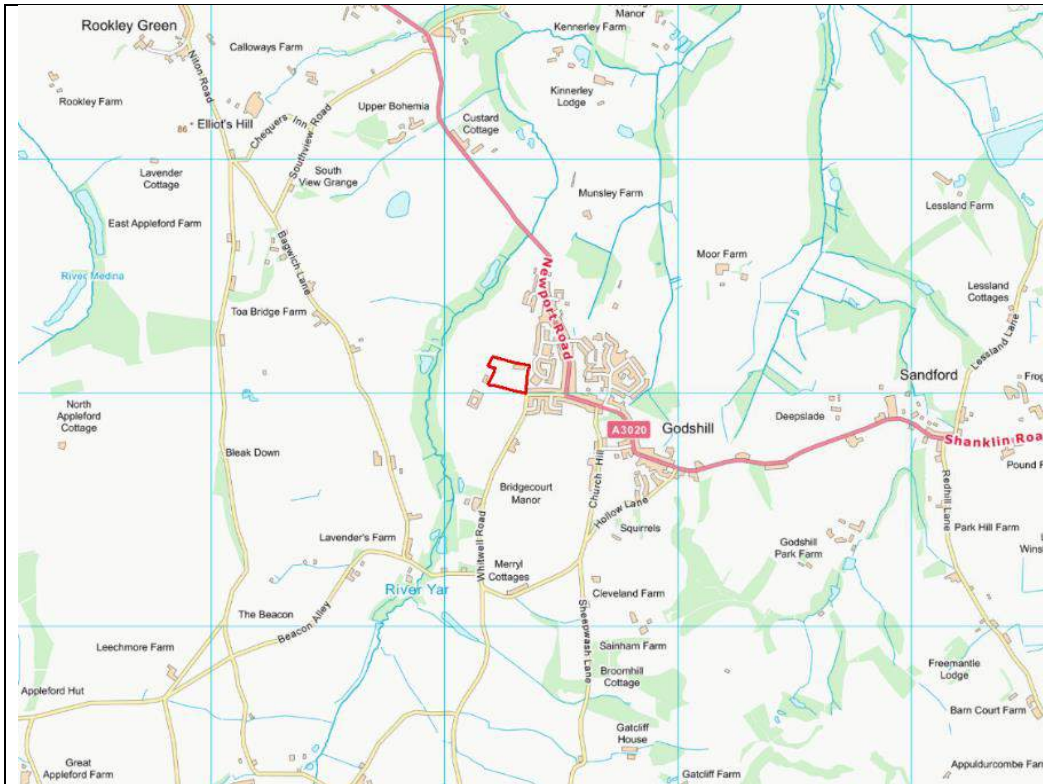 Manor
Rookley Green
Kennerley Farm
Calloways Farm
Niton Road
Kinnerley
Lodge
Rookley Farm
Upper Bohemia
86
Elliot's Hill
Chequers Inn
Southview Road
Custard
Cottage
Lavender
Cottage
South
View Grange
Munsley Farm
Lessland Farm
East Appleford Farm
Bagwich Lane
Moor Farm
River Medina
Newport Road
Lessland
Cottages
Toa Bridge Farm
Lessland Lane
Sandford
Frog
North
Appleford
Cottage
Deepslade
A3020
Godshill
Shanklin Roa
Bleak Down
Church Hill
Pound F
Bridgecourt
Manor
Hollow Lane
Redhill Lane
Squirrels
Park Hill Farm
Lavender's Farm
Whitwell Road
Godshill
Park Farm
L
Winsl
Merryl
Cottages
River Yar
Cleveland Farm
The Beacon
Beacon Alley
Sheepwash Lane
Leechmore Farm
Sainham Farm
Broomhill
Cottage
Freemantle
Lodge
Appleford Hut
Barn Court Farm
Gatcliff
House
Great
Appleford Farm
Gatcliff Farm
Appuldurcombe Far